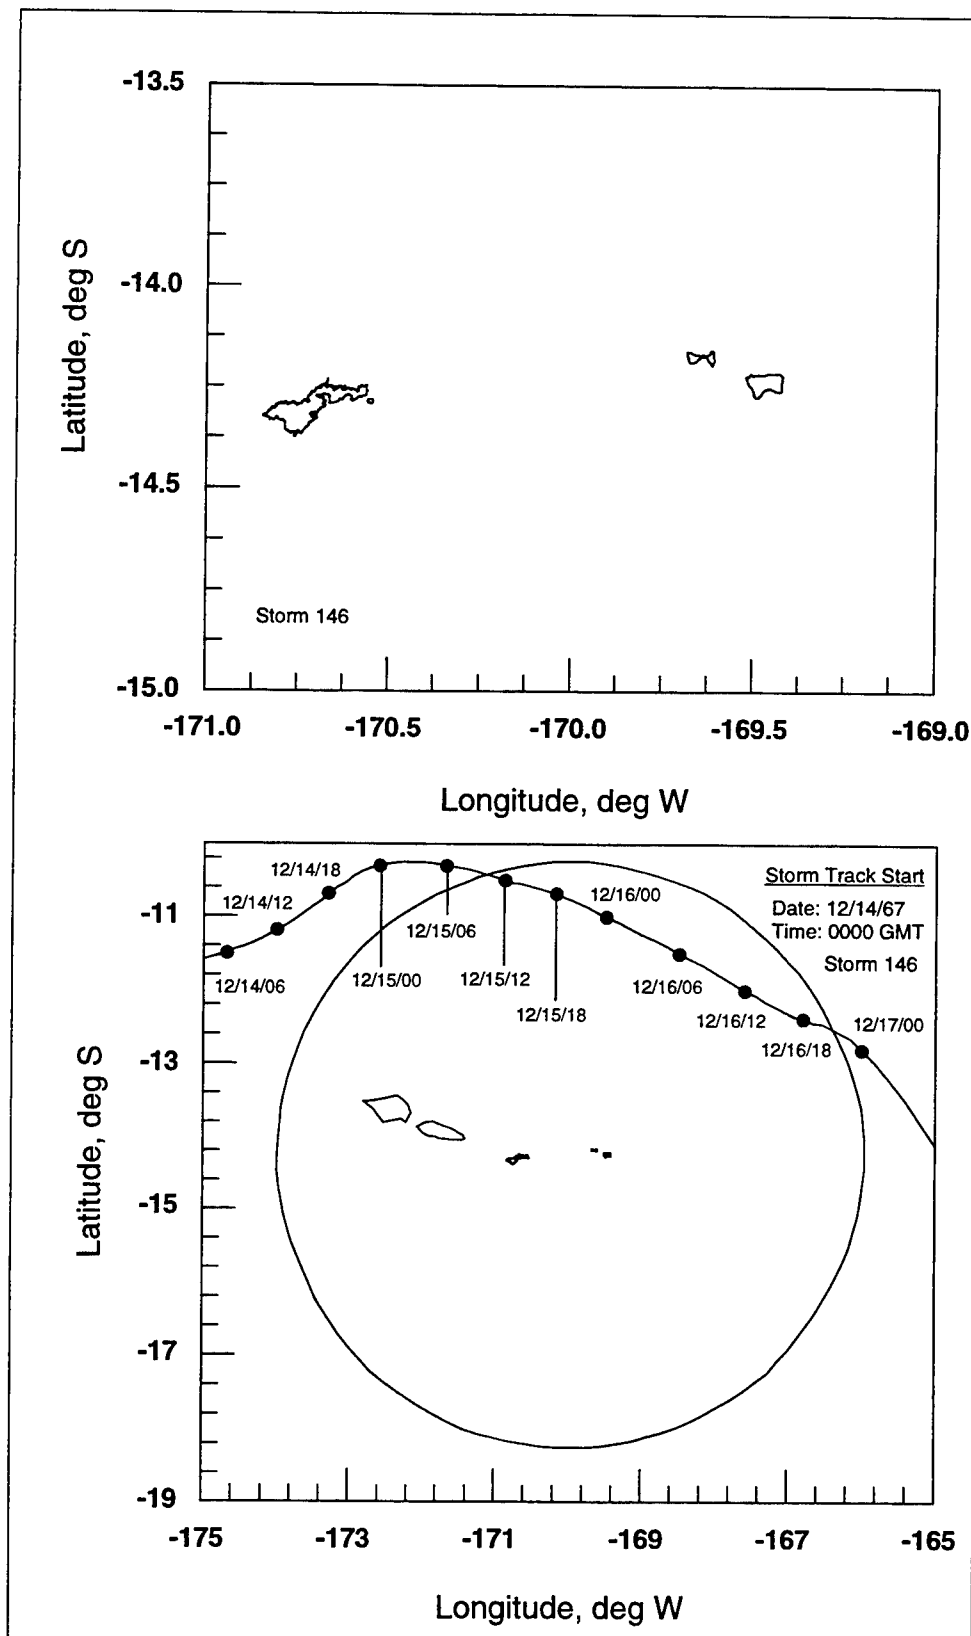 -13.5
-14.0
-14.5
-15.0
Latitude, deg S
Storm 146
-171.0 -170.5 -170.0 -169.5 -169.0
Longitude, deg W
-11
-13
-15
-17
-19
Latitude, deg S
Storm Track Start
Date: 12/14/67
Time: 0000 GMT
Storm 146
12/14/06
12/14/12
12/14/18
12/15/00
12/15/06
12/15/12
12/15/18
12/16/00
12/16/06
12/16/12
12/16/18
12/17/00
-175 -173 -171 -169 -167 -165
Longitude, deg W